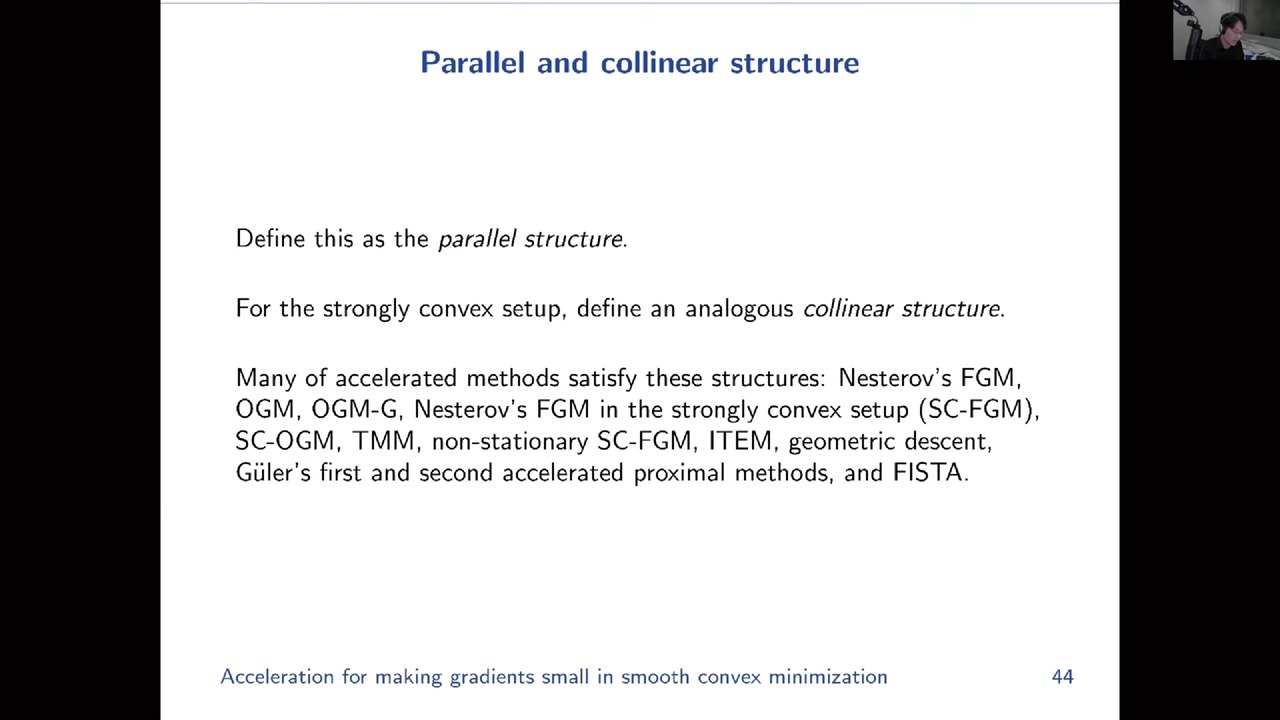 Parallel and collinear structure
Define this as the parallel structure.
For the strongly convex setup, define an analogous collinear structure.
Many of accelerated methods satisfy these structures: Nesterov's FGM,
OGM, OGM-G, Nesterov's FGM in the strongly convex setup (SC-FGM),
SC-OGM, TMM, non-stationary SC-FGM, ITEM, geometric descent,
Güler's first and second accelerated proximal methods, and FISTA.
Acceleration for making gradients small in smooth convex minimization
44